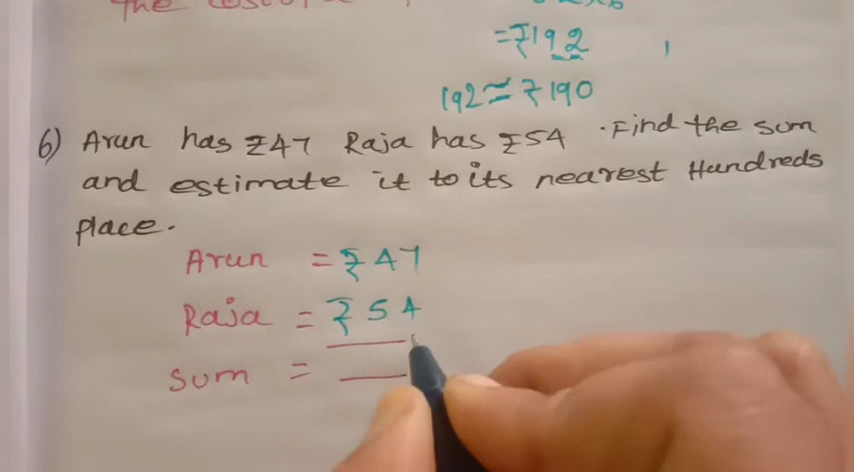 The
=₹192
192≃₹190
6) Arun has ₹47 Raja has ₹54 . Find the sum
and estimate it to its nearest Hundreds
place.
Arun = ₹47
Raja = ₹54
Sum =